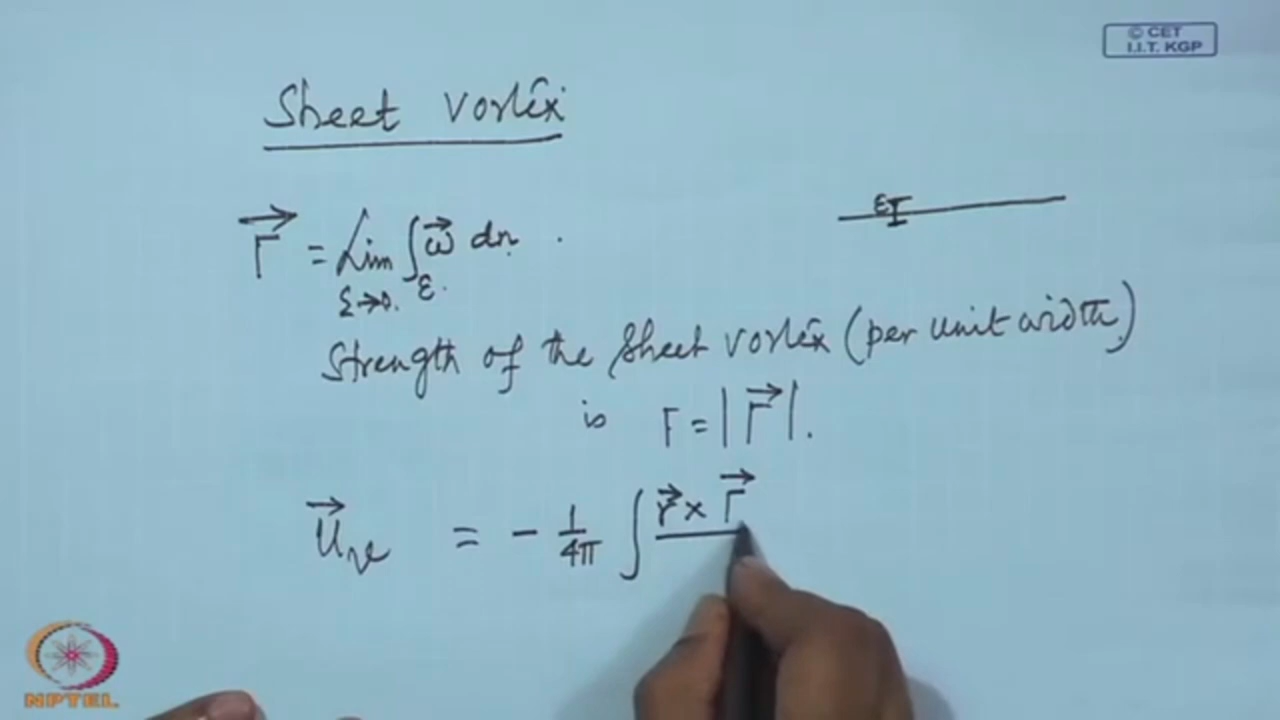 © CET
I.I.T. KGP
Sheet Vortex
Γ⃗ = Lim ∫ ω⃗ dn .
ε→0. ε.
ε
Strength of the Sheet Vortex (per unit width)
is Γ = |Γ⃗|.
u⃗ᵥ = - 1/4π ∫ r⃗ × Γ⃗
NPTEL